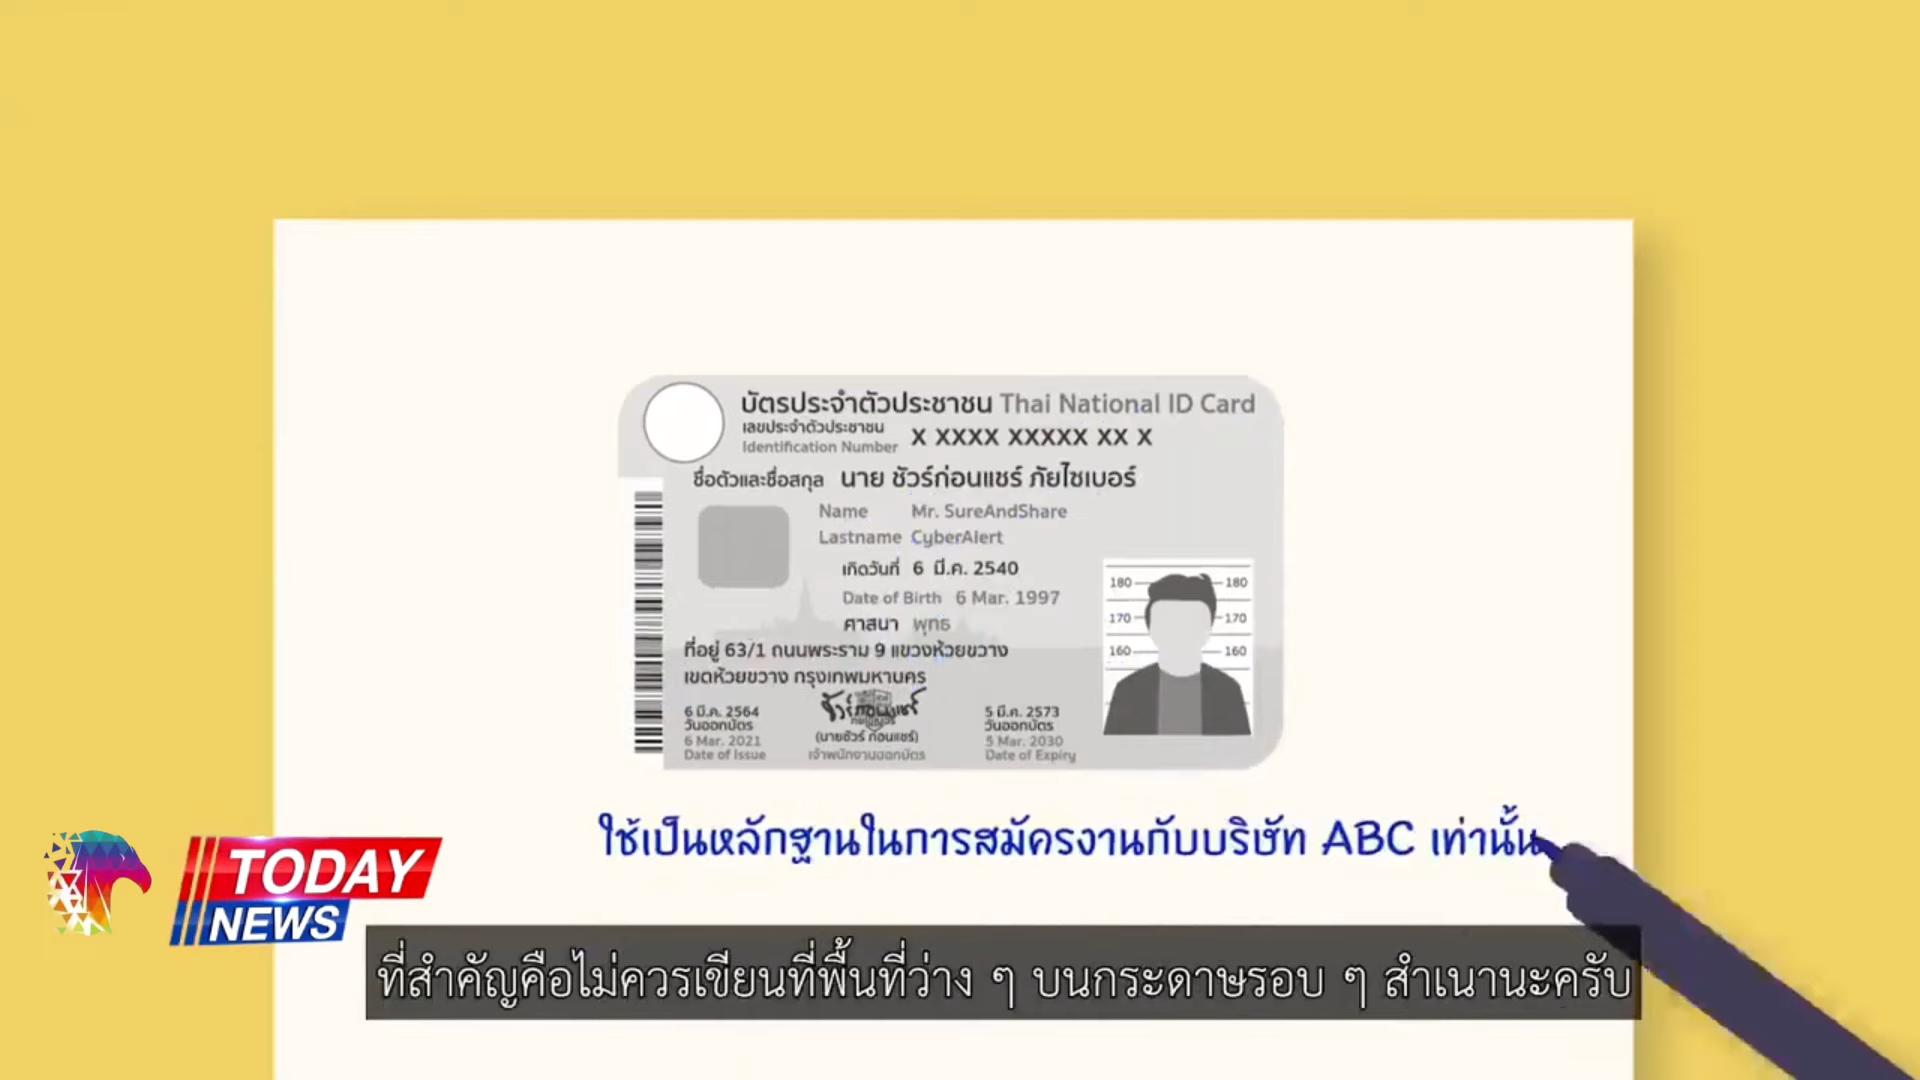 บัตรประจำตัวประชาชน Thai National ID Card
เลขประจำตัวประชาชน
Identification Number X XXXX XXXXX XX X
ชื่อตัวและชื่อสกุล นาย ชัวร์ก่อนแชร์ ภัยไซเบอร์
Name Mr. SureAndShare
Lastname CyberAlert
เกิดวันที่ 6 มี.ค. 2540
Date of Birth 6 Mar. 1997
ศาสนา พุทธ
ที่อยู่ 63/1 ถนนพระราม 9 แขวงห้วยขวาง
เขตห้วยขวาง กรุงเทพมหานคร
6 มี.ค. 2564
วันออกบัตร
6 Mar. 2021
Date of Issue
ชัวร์ก่อนแชร์
(นายชัวร์ ก่อนแชร์)
เจ้าพนักงานออกบัตร
5 มี.ค. 2573
วันออกบัตร
5 Mar. 2030
Date of Expiry
180 180
170 170
160 160
ใช้เป็นหลักฐานในการสมัครงานกับบริษัท ABC เท่านั้น
TODAY
NEWS
ที่สำคัญคือไม่ควรเขียนที่พื้นที่ว่าง ๆ บนกระดาษรอบ ๆ สำเนานะครับ